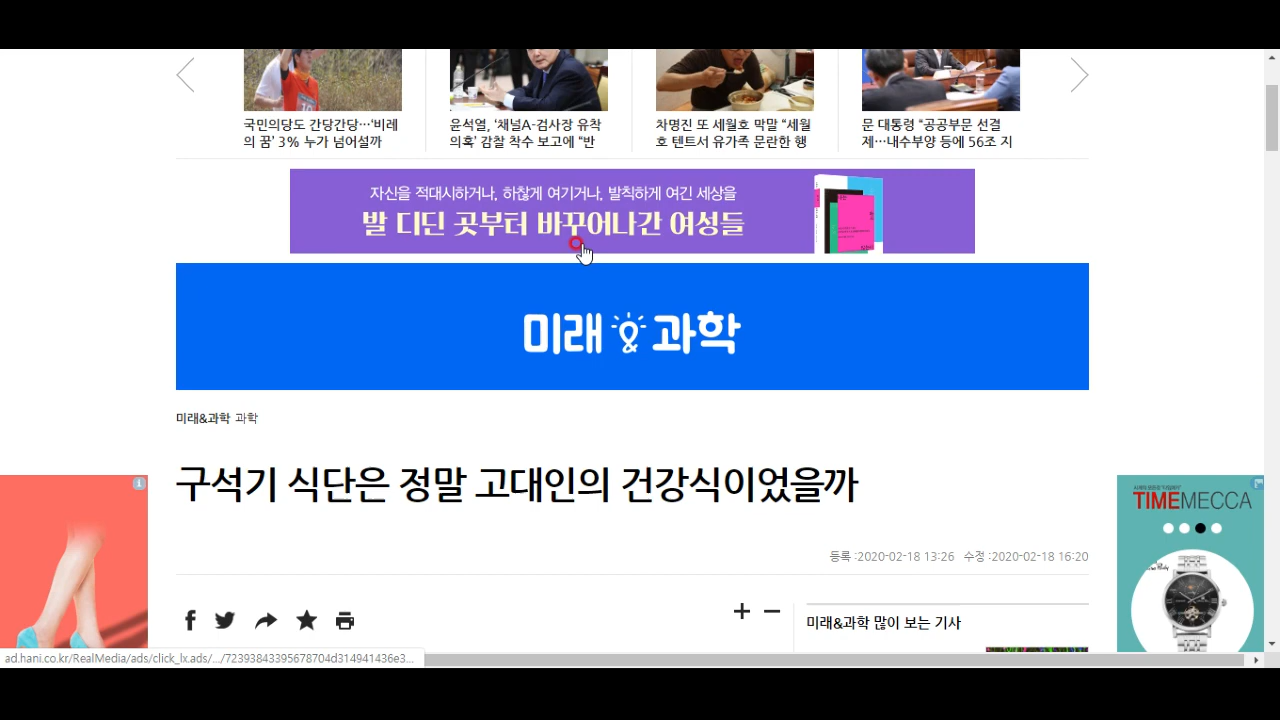 국민의당도 간당간당…‘비례
의 꿈’ 3% 누가 넘어설까
윤석열, ‘채널A-검사장 유착
의혹’ 감찰 착수 보고에 “반
차명진 또 세월호 막말 “세월
호 텐트서 유가족 문란한 행
문 대통령 “공공부문 선결
제…내수부양 등에 56조 지
자신을 적대시하거나, 하찮게 여기거나, 발칙하게 여긴 세상을
발 디딘 곳부터 바꾸어나간 여성들
미래&과학
미래&과학 과학
구석기 식단은 정말 고대인의 건강식이었을까
등록 :2020-02-18 13:26 수정 :2020-02-18 16:20
미래&과학 많이 보는 기사
TIMEMECCA
ad.hani.co.kr/RealMedia/ads/click_lx.ads/.../72393843395678704d314941436e3...